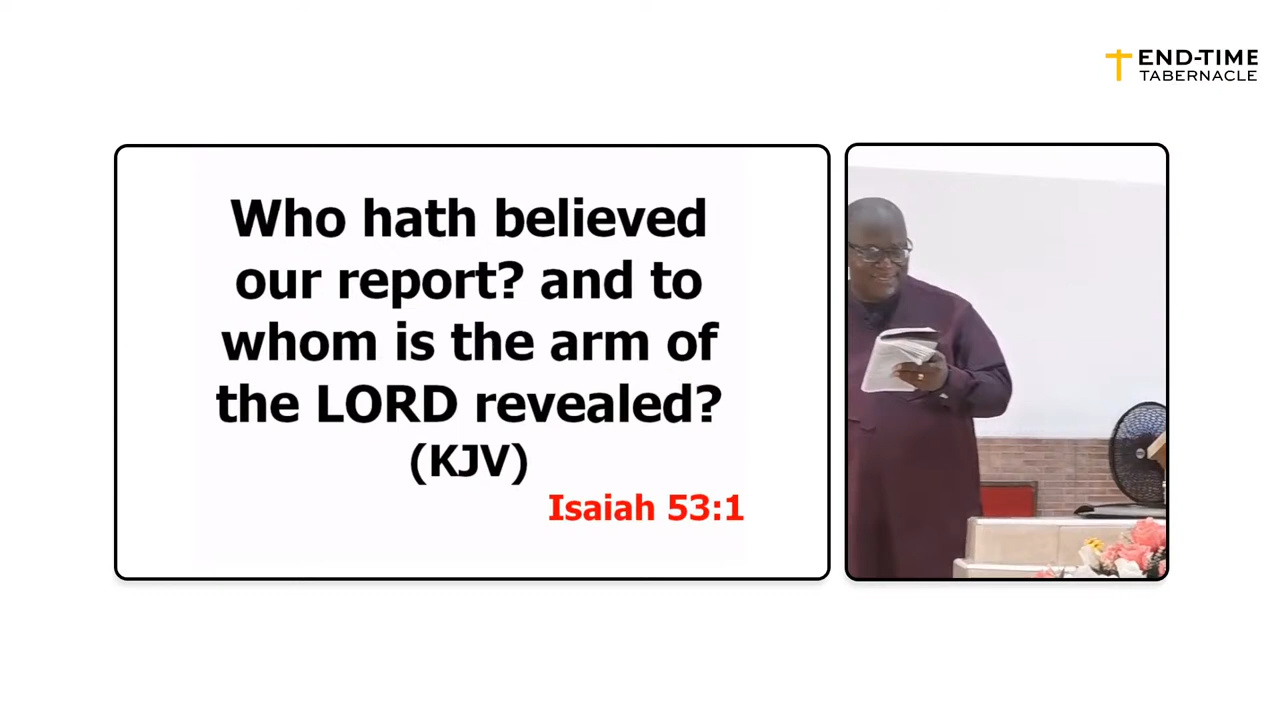 END-TIME
TABERNACLE
Who hath believed
our report? and to
whom is the arm of
the LORD revealed?
(KJV)
Isaiah 53:1